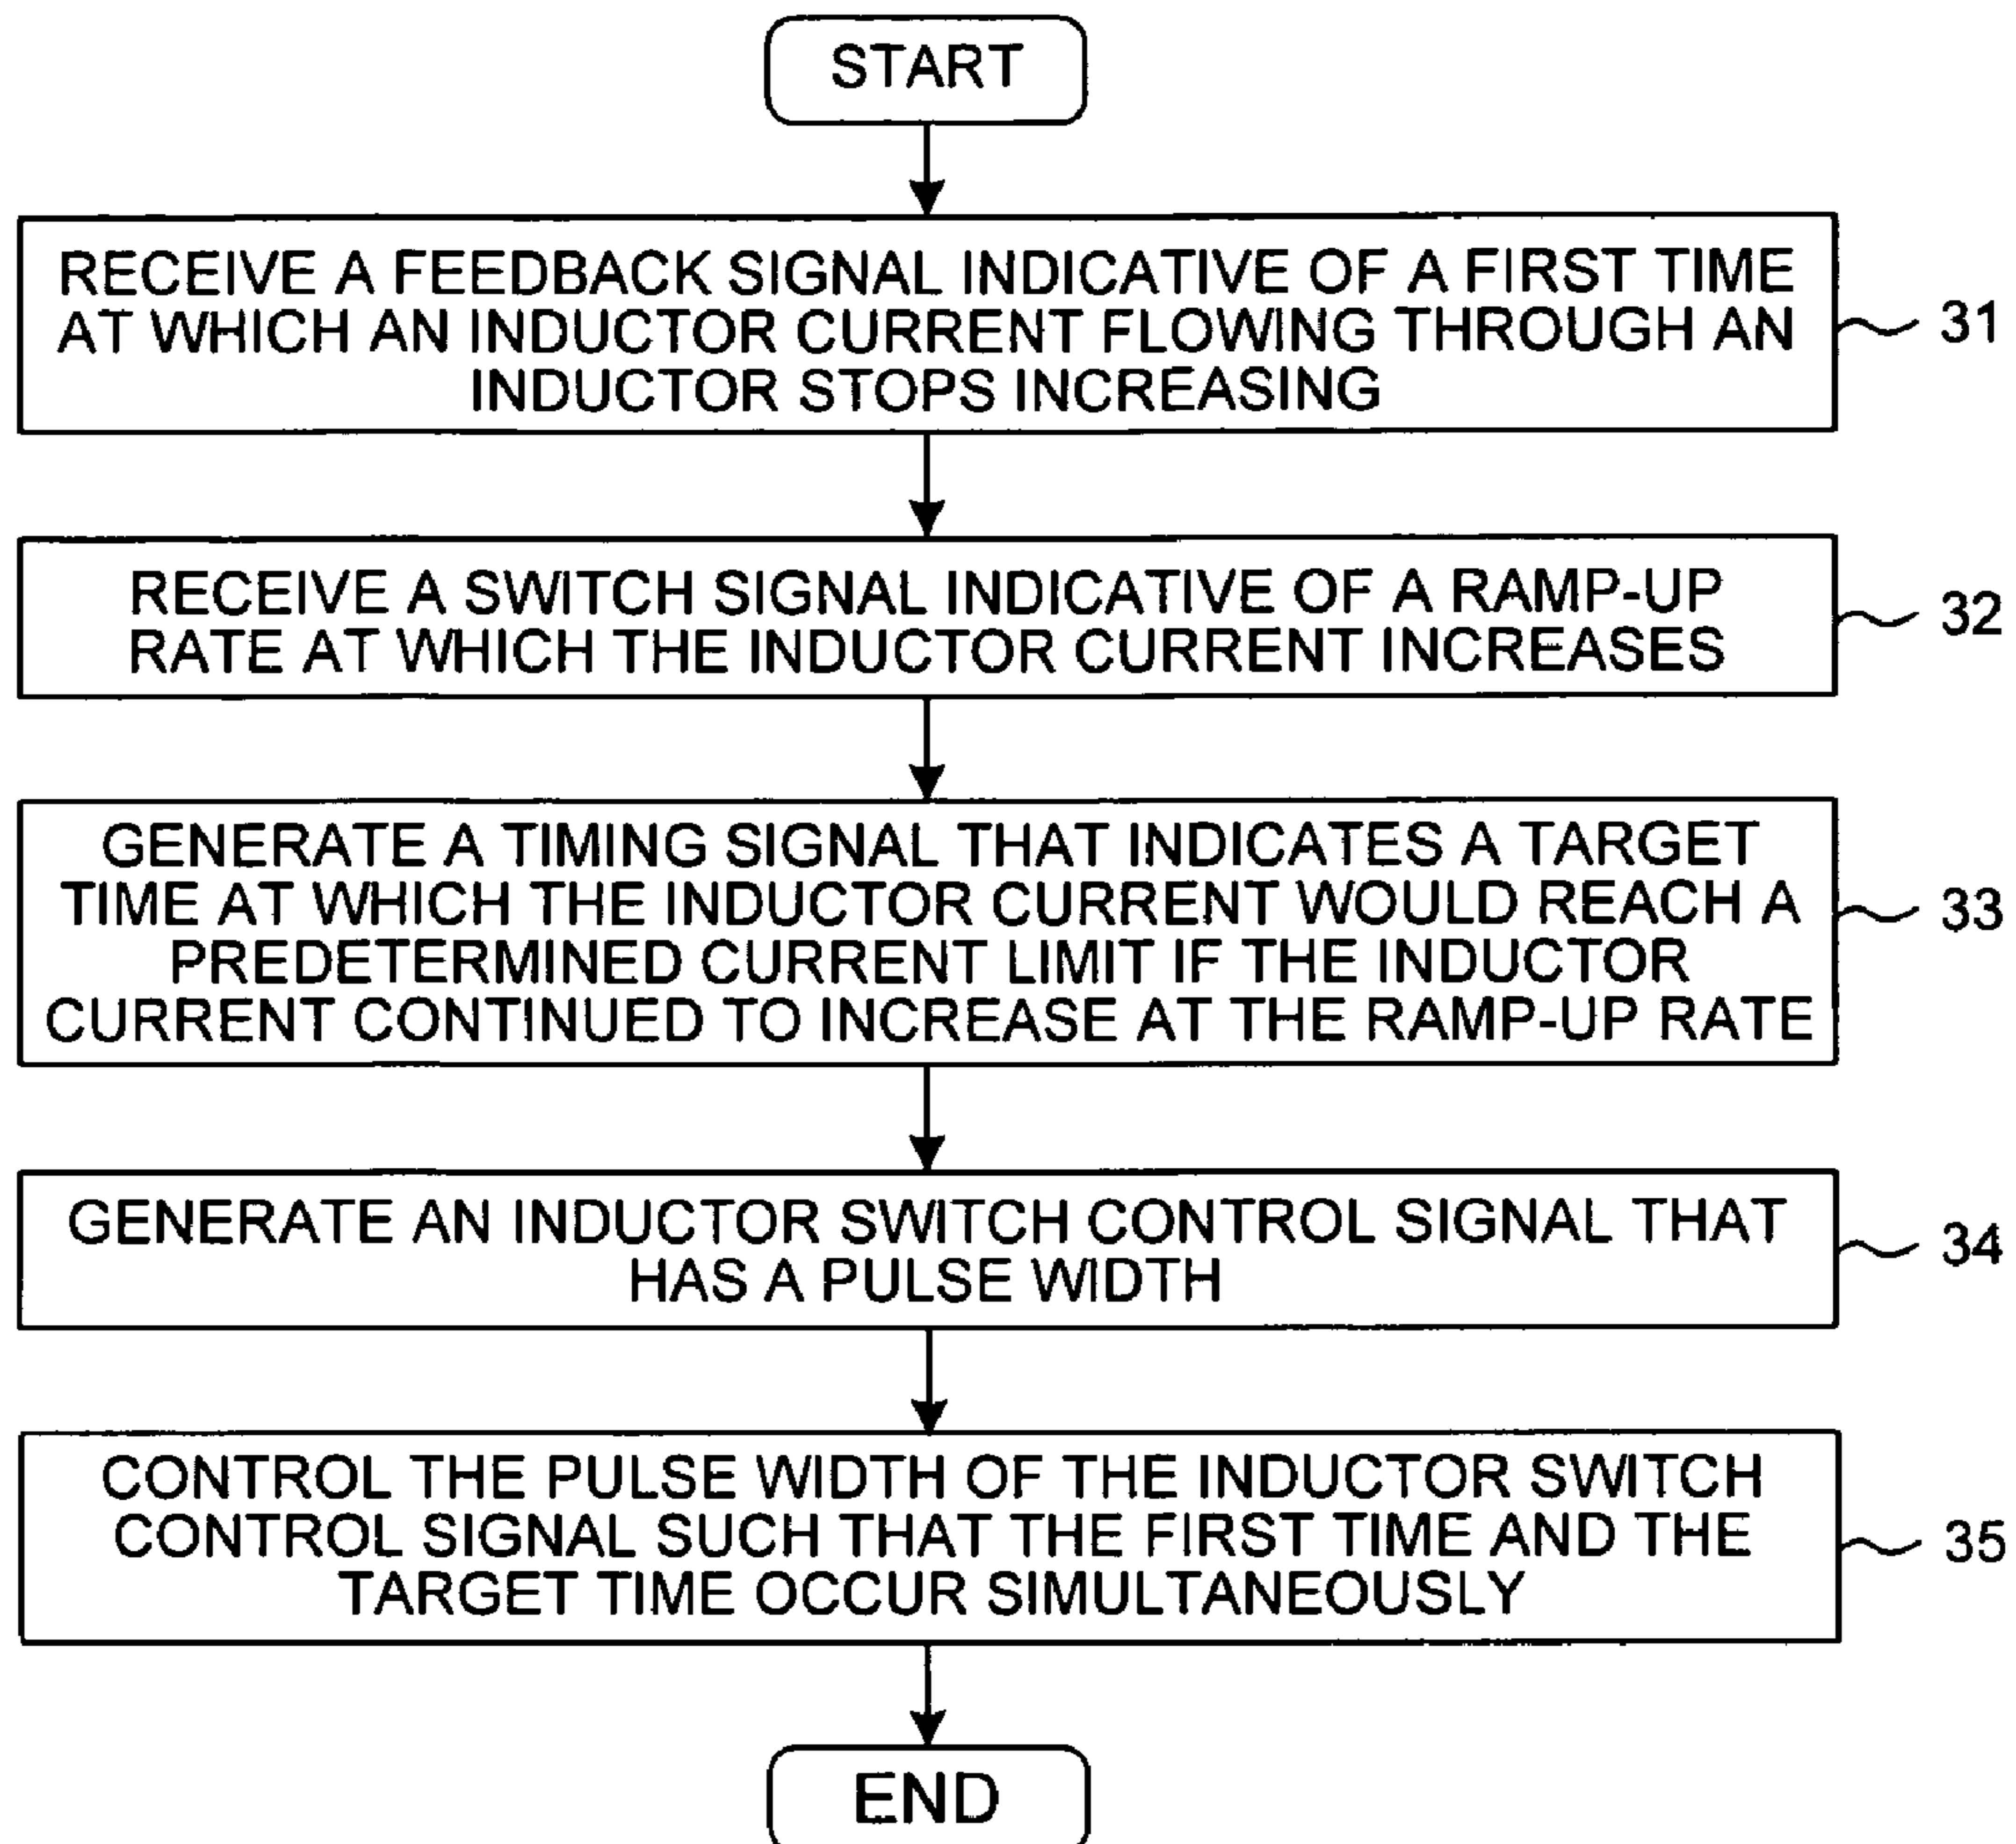 START
RECEIVE A FEEDBACK SIGNAL INDICATIVE OF A FIRST TIME
AT WHICH AN INDUCTOR CURRENT FLOWING THROUGH AN
INDUCTOR STOPS INCREASING
31
RECEIVE A SWITCH SIGNAL INDICATIVE OF A RAMP-UP
RATE AT WHICH THE INDUCTOR CURRENT INCREASES
32
GENERATE A TIMING SIGNAL THAT INDICATES A TARGET
TIME AT WHICH THE INDUCTOR CURRENT WOULD REACH A
PREDETERMINED CURRENT LIMIT IF THE INDUCTOR
CURRENT CONTINUED TO INCREASE AT THE RAMP-UP RATE
33
GENERATE AN INDUCTOR SWITCH CONTROL SIGNAL THAT
HAS A PULSE WIDTH
34
CONTROL THE PULSE WIDTH OF THE INDUCTOR SWITCH
CONTROL SIGNAL SUCH THAT THE FIRST TIME AND THE
TARGET TIME OCCUR SIMULTANEOUSLY
35
END